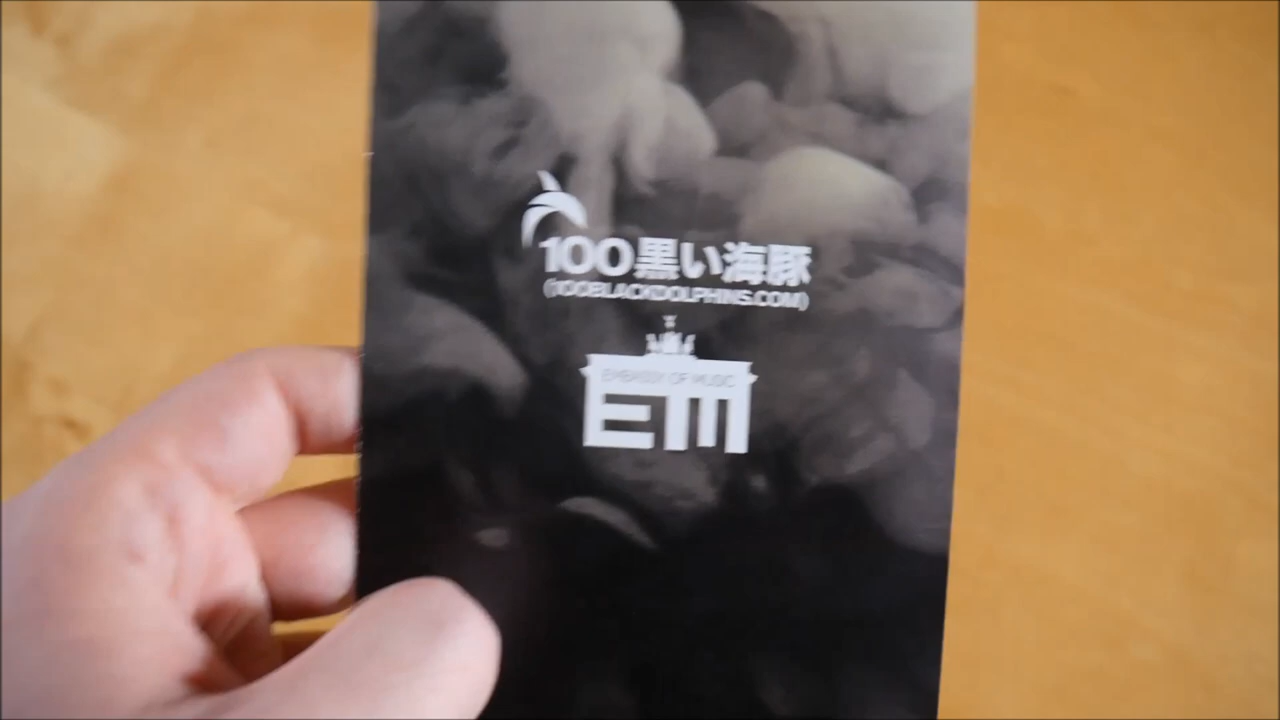 100黒い海豚
(100BLACKDOLPHINS.COM)
EMBASSY OF MUSIC
EM